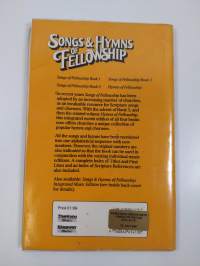 SONGS & HYMNS
OF FELLOWSHIP
Songs of Fellowship Book 1
Songs of Fellowship Book 2
Songs of Fellowship Book 3
Hymns of Fellowship
In recent years Songs of Fellowship has been
adopted by an increasing number of churches
as an invaluable resource for Scripture songs
and choruses. With the advent of Book 3, and
then the related volume Hymns of Fellowship,
this integrated words edition of all four books
now offers churches a unique collection of
popular hymns and choruses.
All the songs and hymns have been reordered
into one alphabetical sequence with new
numbers. However, the original numbers are
also indicated so that the book can be used in
conjunction with the existing individual music
editions. A complete Index of Titles and First
Lines and an Index of Scripture References are
also included.
Also available: Songs & Hymns of Fellowship
Integrated Music Edition (see inside back cover
for details).